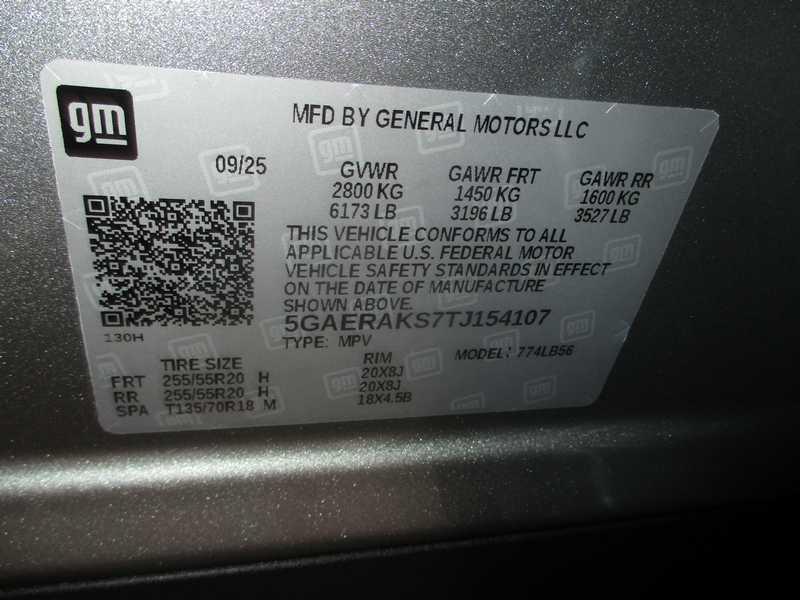 gm
MFD BY GENERAL MOTORS LLC
09/25
GVWR GAWR FRT GAWR RR
2800 KG 1450 KG 1600 KG
6173 LB 3196 LB 3527 LB
THIS VEHICLE CONFORMS TO ALL
APPLICABLE U.S. FEDERAL MOTOR
VEHICLE SAFETY STANDARDS IN EFFECT
ON THE DATE OF MANUFACTURE
SHOWN ABOVE.
5GAERAKS7TJ154107
130H
TYPE: MPV MODEL: 774LB56
TIRE SIZE RIM
FRT 255/55R20 H 20X8J
RR 255/55R20 H 20X8J
SPA T135/70R18 M 18X4.5B